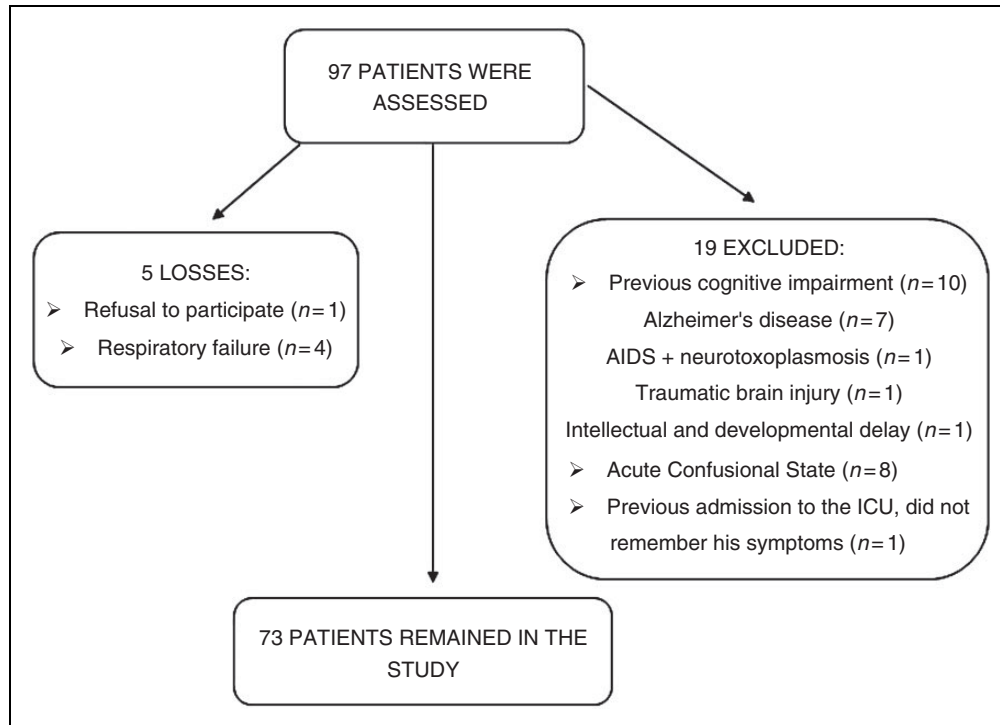 97 PATIENTS WERE
ASSESSED
5 LOSSES:
➢ Refusal to participate (n=1)
➢ Respiratory failure (n=4)
19 EXCLUDED:
➢ Previous cognitive impairment (n=10)
Alzheimer's disease (n=7)
AIDS + neurotoxoplasmosis (n=1)
Traumatic brain injury (n=1)
Intellectual and developmental delay (n=1)
➢ Acute Confusional State (n=8)
➢ Previous admission to the ICU, did not
remember his symptoms (n=1)
73 PATIENTS REMAINED IN THE
STUDY